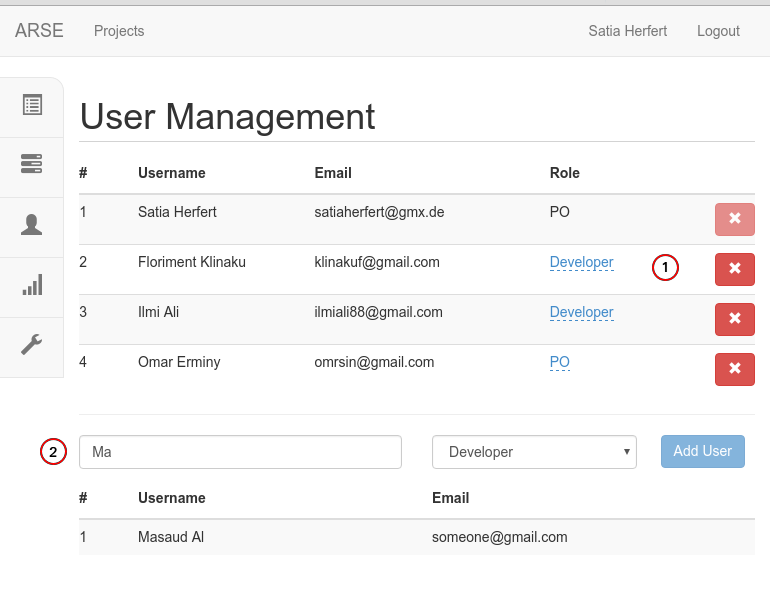 ARSE Projects Satia Herfert Logout
User Management
# Username Email Role
1 Satia Herfert satiaherfert@gmx.de PO
2 Floriment Klinaku klinakuf@gmail.com Developer 1
3 Ilmi Ali ilmiali88@gmail.com Developer
4 Omar Erminy omrsin@gmail.com PO
2 Ma Developer Add User
# Username Email
1 Masaud Al someone@gmail.com